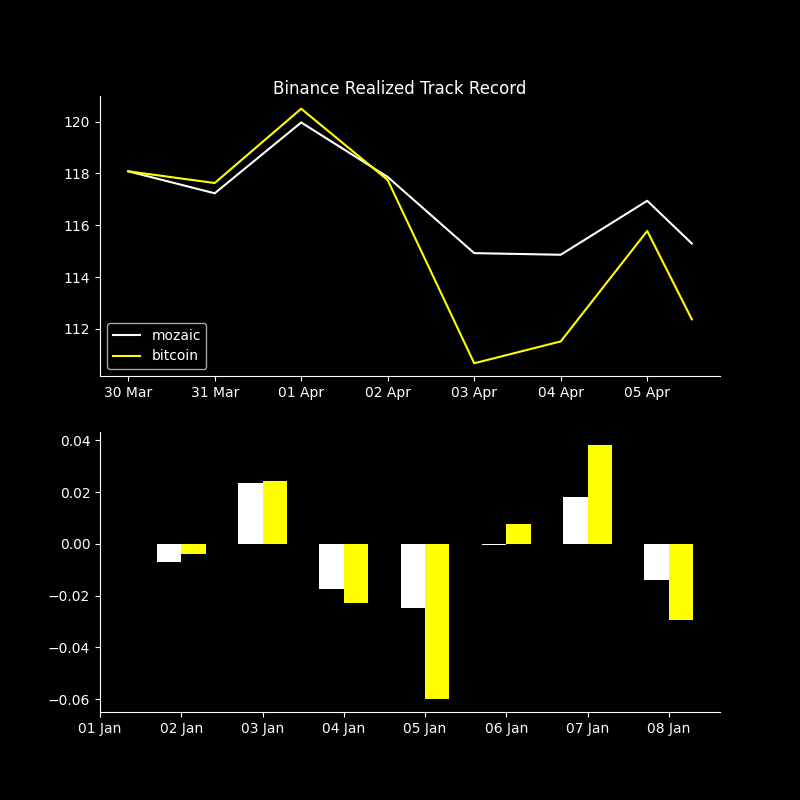 Binance Realized Track Record
120
118
116
114
112
mozaic
bitcoin
30 Mar 31 Mar 01 Apr 02 Apr 03 Apr 04 Apr 05 Apr
0.04
0.02
0.00
−0.02
−0.04
−0.06
01 Jan 02 Jan 03 Jan 04 Jan 05 Jan 06 Jan 07 Jan 08 Jan